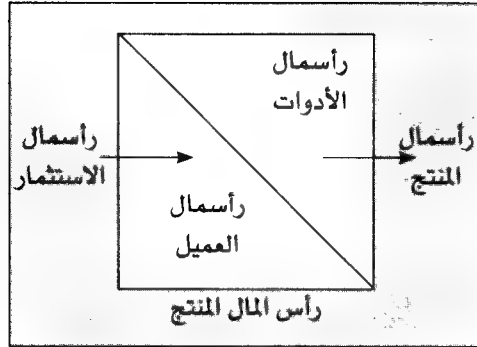 رأسمال
الأدوات
رأسمال
المنتج
رأسمال
الاستثمار
رأسمال
العميل
رأس المال المنتج